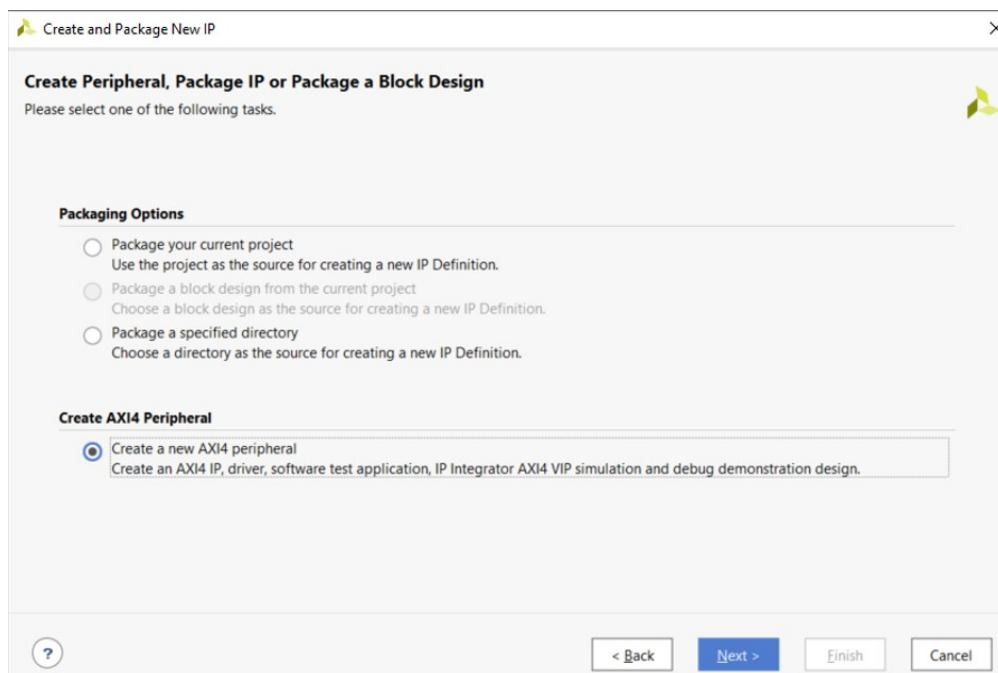 Create and Package New IP
Create Peripheral, Package IP or Package a Block Design
Please select one of the following tasks.
Packaging Options
Package your current project
Use the project as the source for creating a new IP Definition.
Package a block design from the current project
Choose a block design as the source for creating a new IP Definition.
Package a specified directory
Choose a directory as the source for creating a new IP Definition.
Create AXI4 Peripheral
Create a new AXI4 peripheral
Create an AXI4 IP, driver, software test application, IP Integrator AXI4 VIP simulation and debug demonstration design.
? < Back Next > Finish Cancel